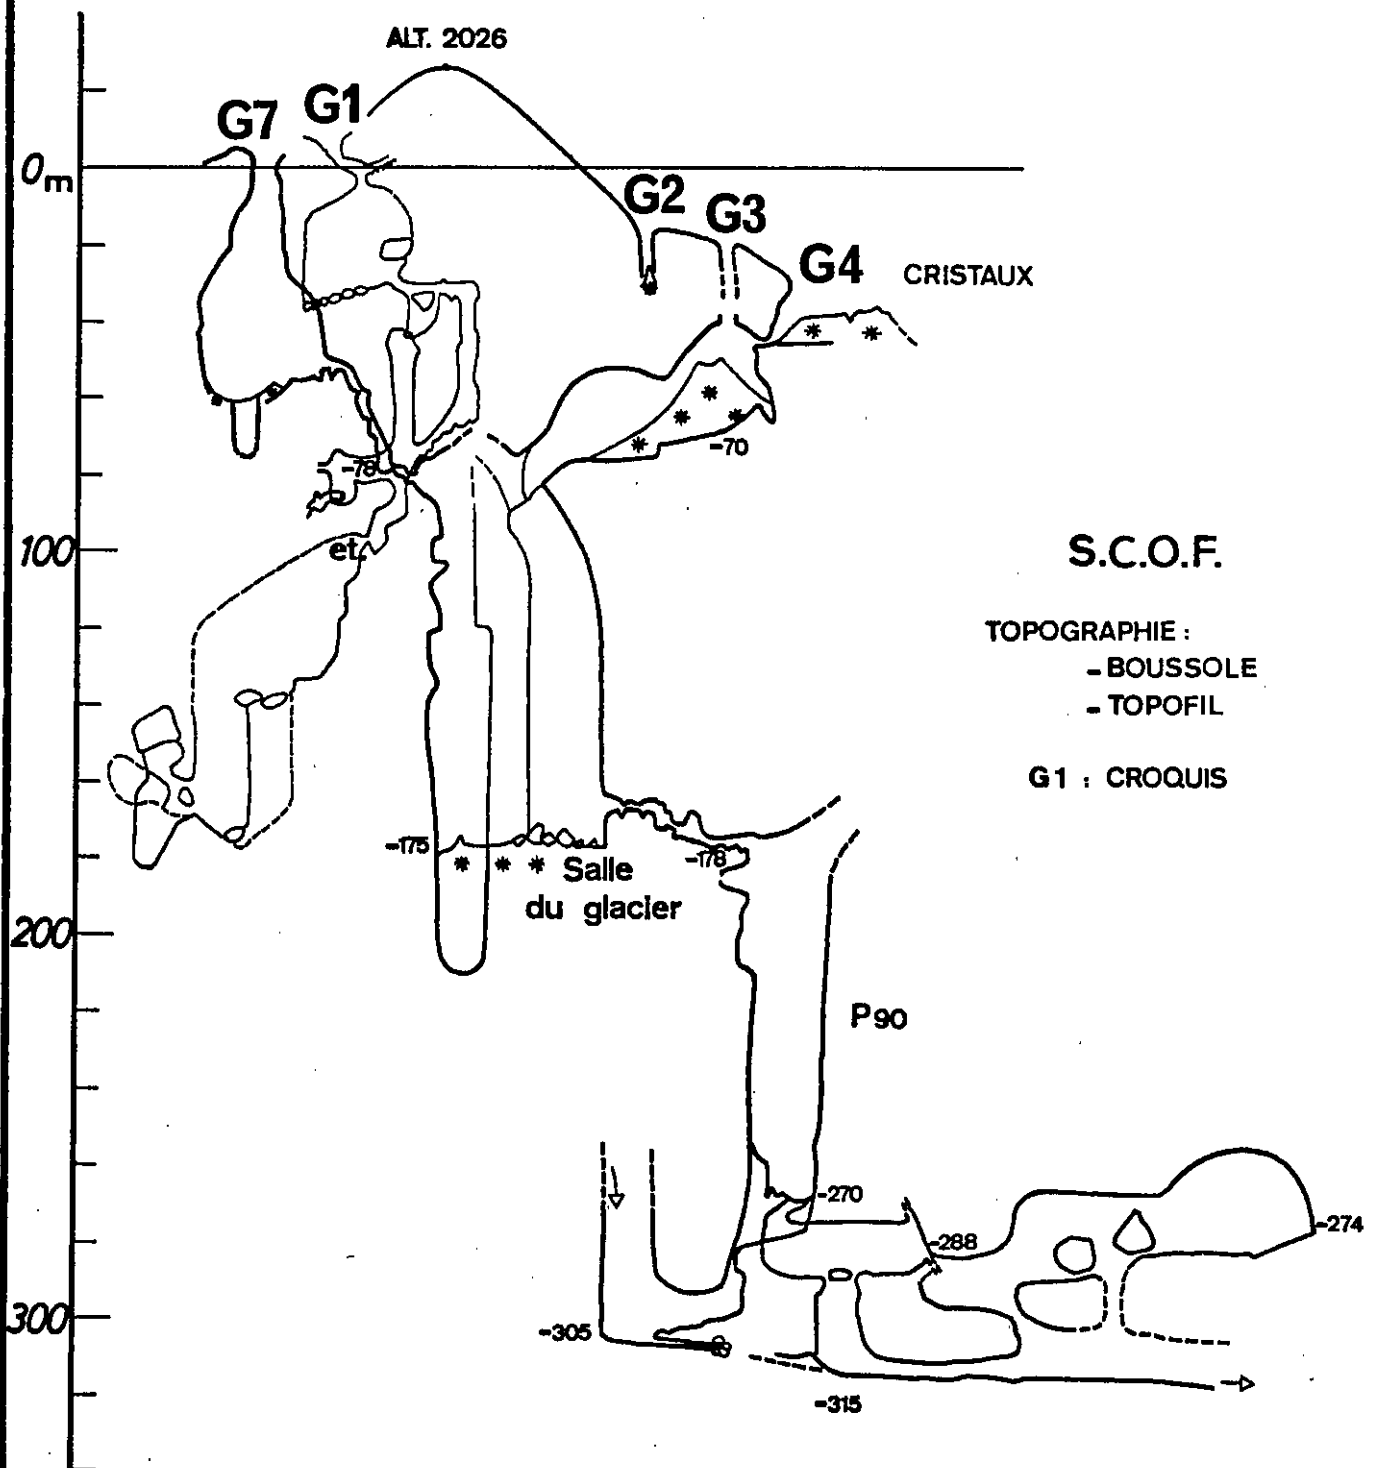 ALT. 2026
G7 G1
0m
G2 G3
G4 CRISTAUX
-70
-78
100
et.
S.C.O.F.
TOPOGRAPHIE :
- BOUSSOLE
- TOPOFIL
G1 : CROQUIS
-175
-178
Salle
du glacier
200
P90
-270
-274
-288
300
-305
-315